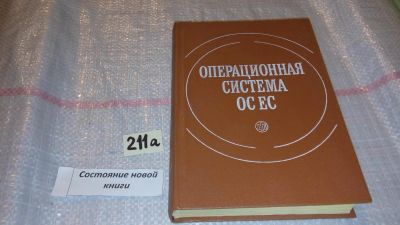 ОПЕРАЦИОННАЯ
СИСТЕМА
ОС ЕС
211а
Состояние новой
книги